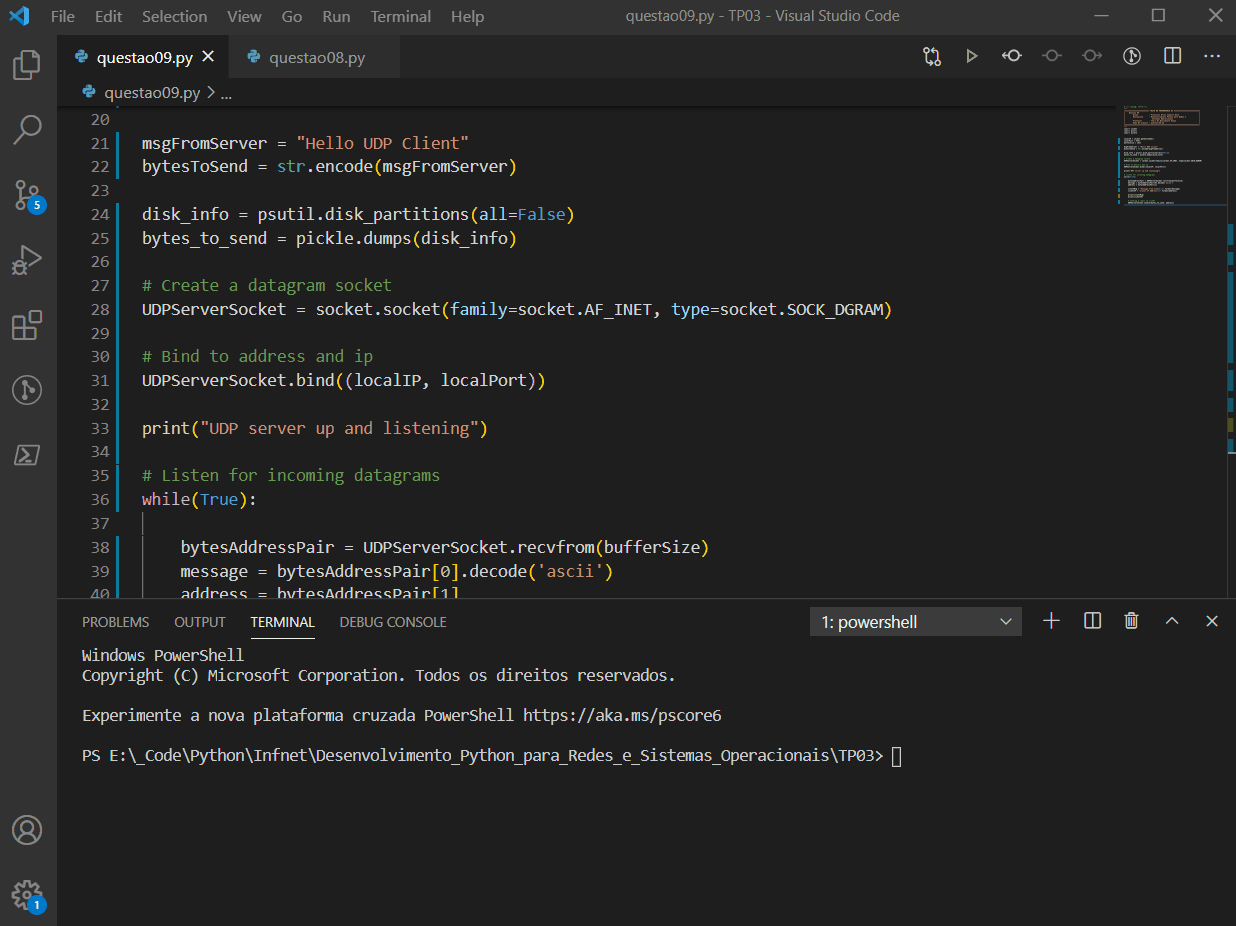 File Edit Selection View Go Run Terminal Help questao09.py - TP03 - Visual Studio Code
questao09.py questao08.py
questao09.py > ...
20
21 msgFromServer = "Hello UDP Client"
22 bytesToSend = str.encode(msgFromServer)
23
24 disk_info = psutil.disk_partitions(all=False)
25 bytes_to_send = pickle.dumps(disk_info)
26
27 # Create a datagram socket
28 UDPServerSocket = socket.socket(family=socket.AF_INET, type=socket.SOCK_DGRAM)
29
30 # Bind to address and ip
31 UDPServerSocket.bind((localIP, localPort))
32
33 print("UDP server up and listening")
34
35 # Listen for incoming datagrams
36 while(True):
37
38 bytesAddressPair = UDPServerSocket.recvfrom(bufferSize)
39 message = bytesAddressPair[0].decode('ascii')
40 address = bytesAddressPair[1]
5
1
PROBLEMS OUTPUT TERMINAL DEBUG CONSOLE 1: powershell
Windows PowerShell
Copyright (C) Microsoft Corporation. Todos os direitos reservados.
Experimente a nova plataforma cruzada PowerShell https://aka.ms/pscore6
PS E:\_Code\Python\Infnet\Desenvolvimento_Python_para_Redes_e_Sistemas_Operacionais\TP03>